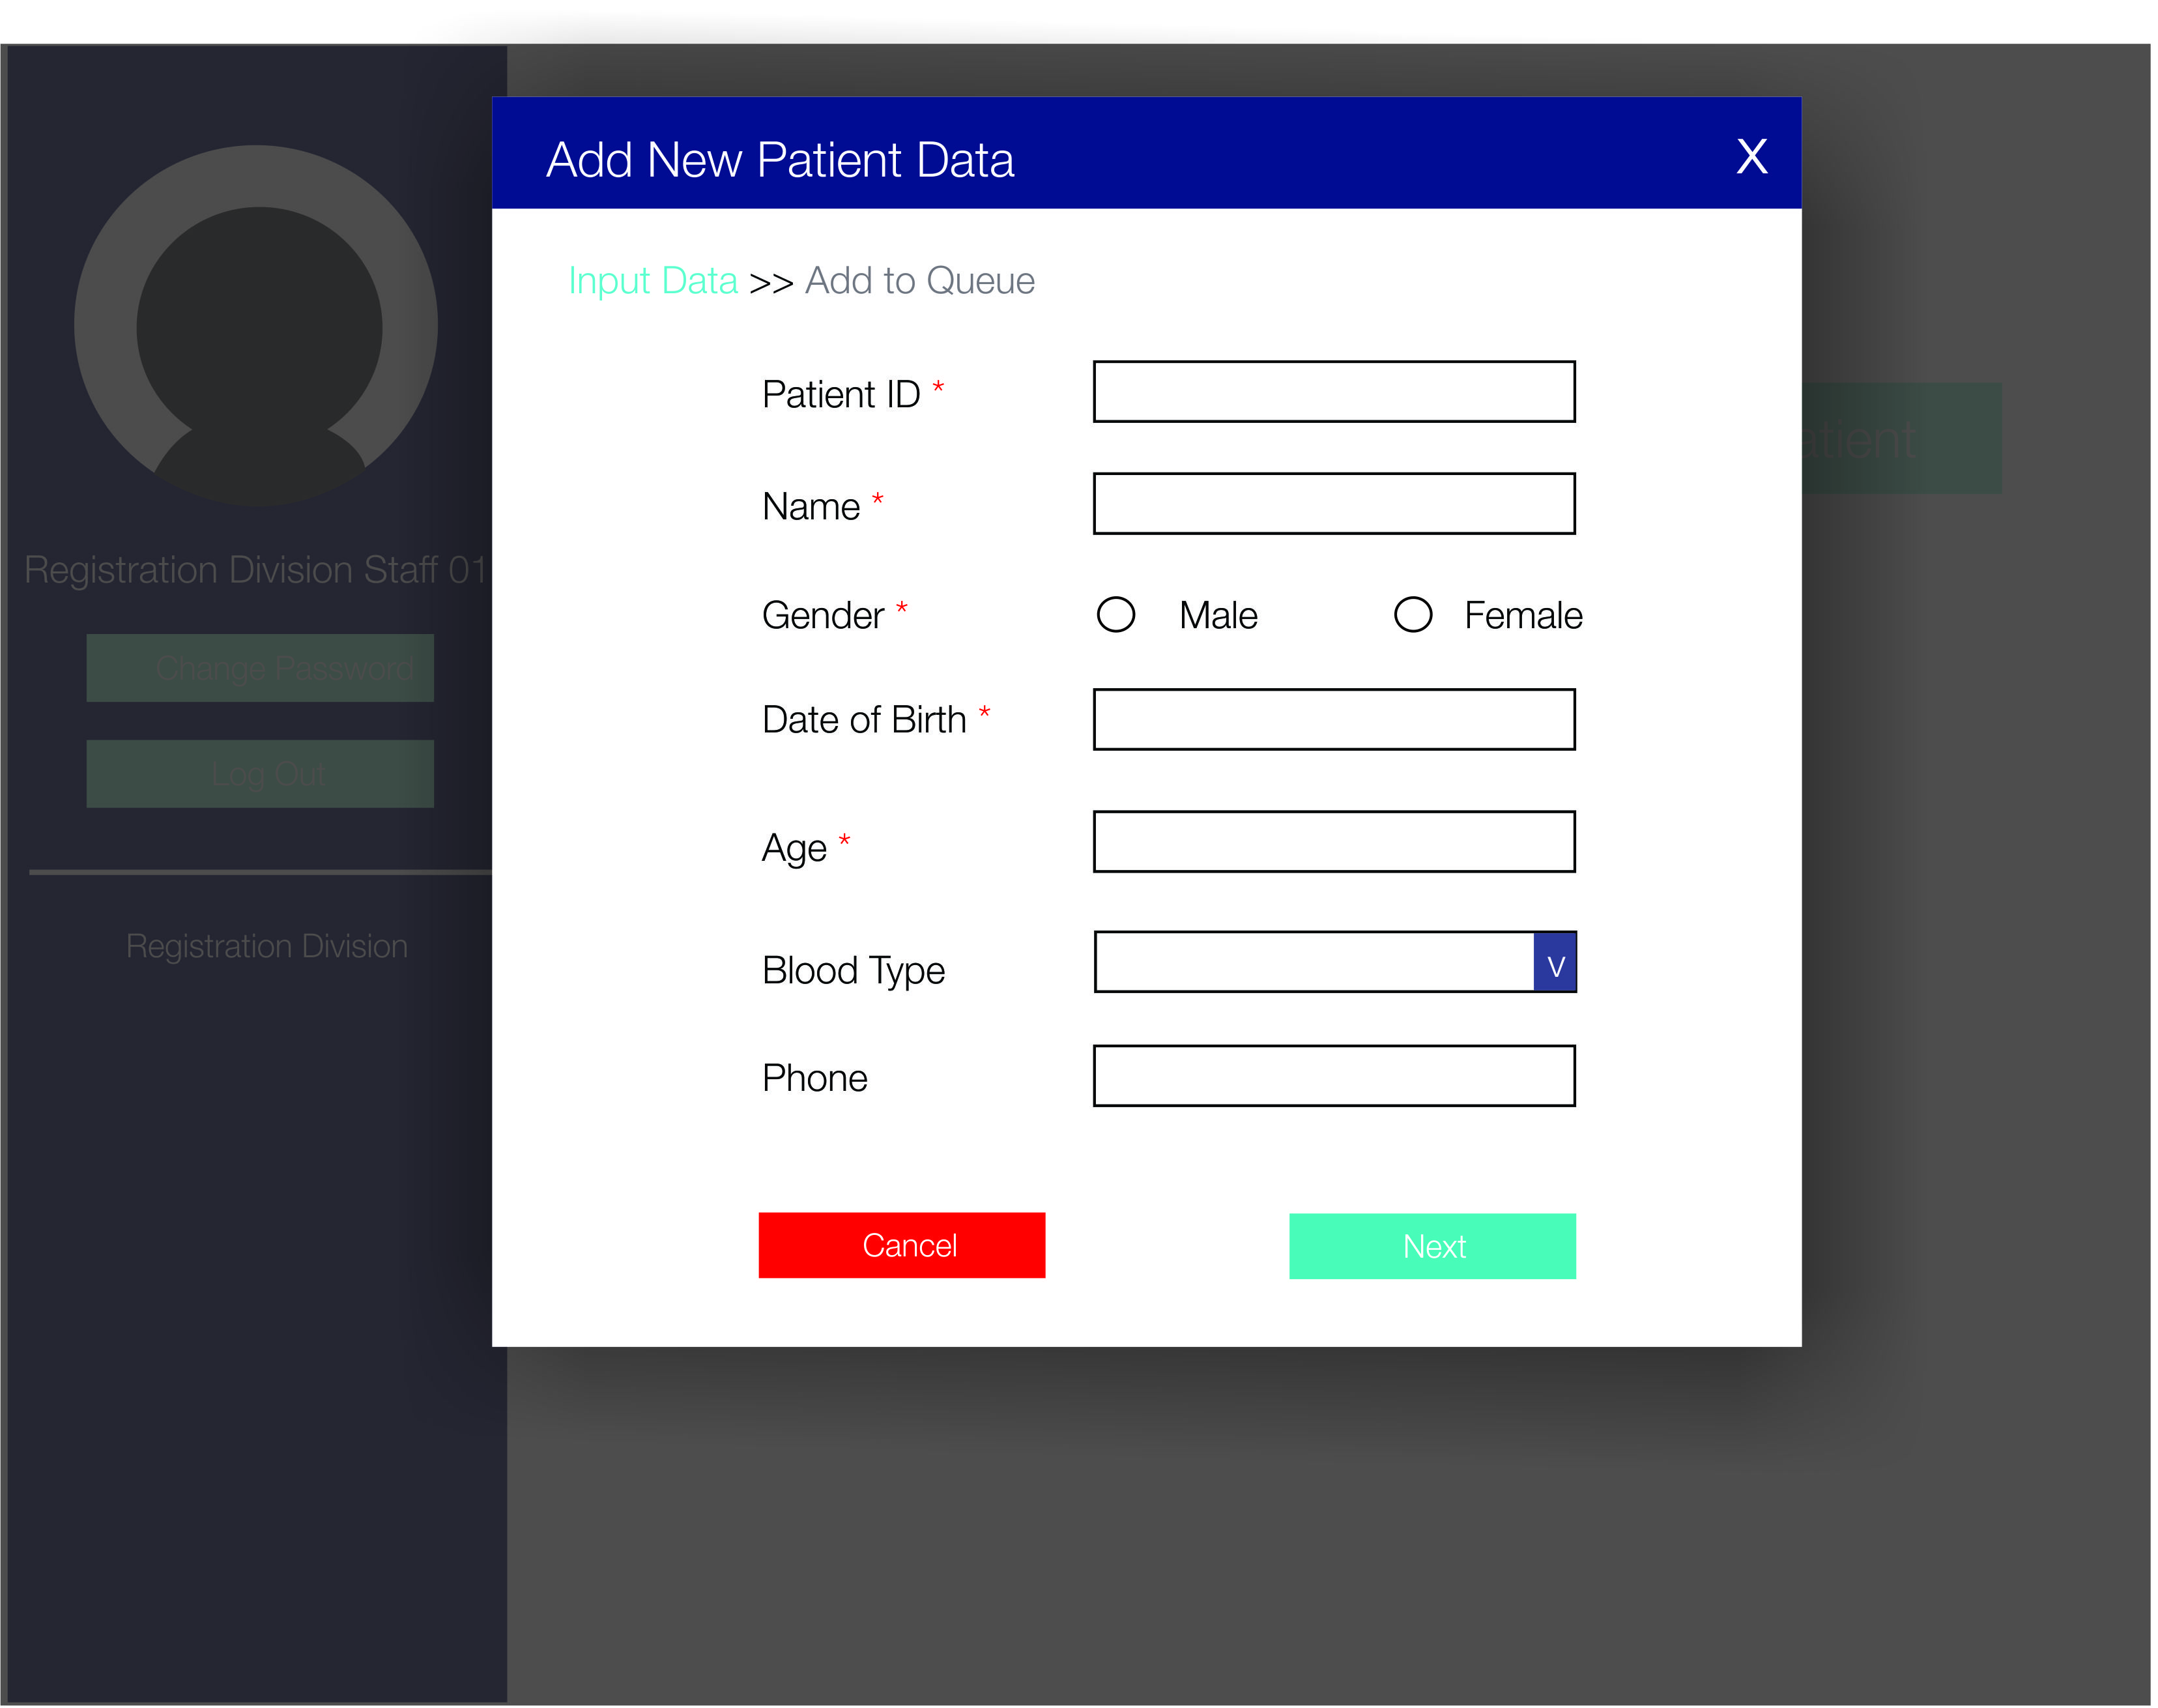 Add New Patient Data X
Input Data >> Add to Queue
Patient ID *
Name *
Gender * Male Female
Date of Birth *
Age *
Blood Type V
Phone
Cancel Next
Registration Division Staff 01
Change Password
Log Out
Registration Division
atient